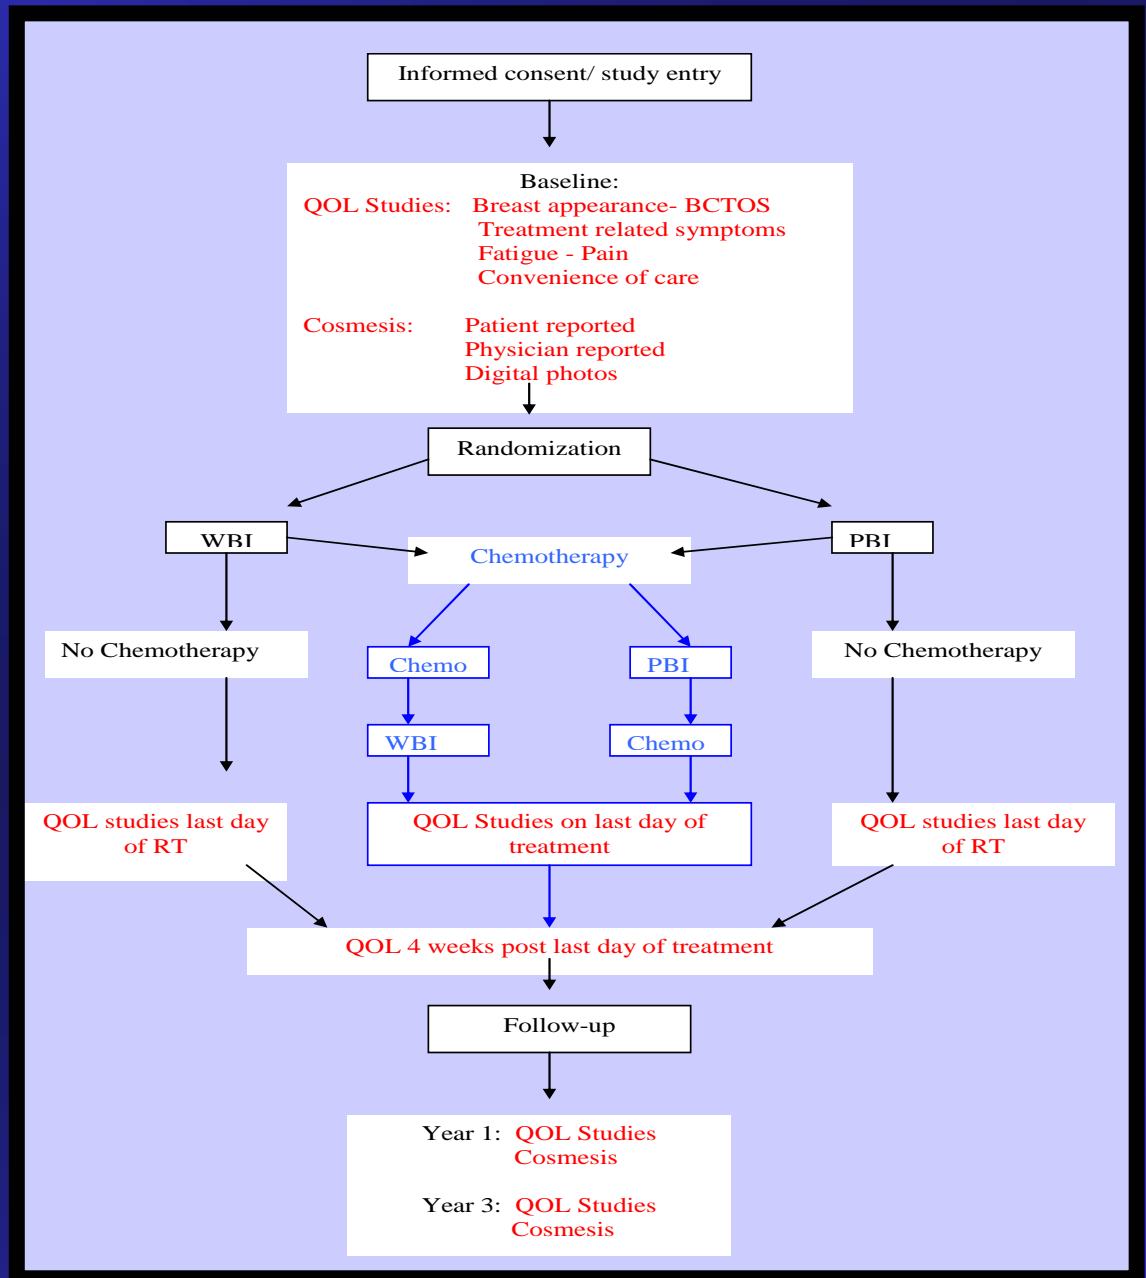 Informed consent/ study entry
Baseline:
QOL Studies: Breast appearance- BCTOS
Treatment related symptoms
Fatigue - Pain
Convenience of care
Cosmesis: Patient reported
Physician reported
Digital photos
Randomization
WBI
PBI
Chemotherapy
No Chemotherapy
Chemo
PBI
No Chemotherapy
WBI
Chemo
QOL studies last day
of RT
QOL Studies on last day of
treatment
QOL studies last day
of RT
QOL 4 weeks post last day of treatment
Follow-up
Year 1: QOL Studies
Cosmesis
Year 3: QOL Studies
Cosmesis